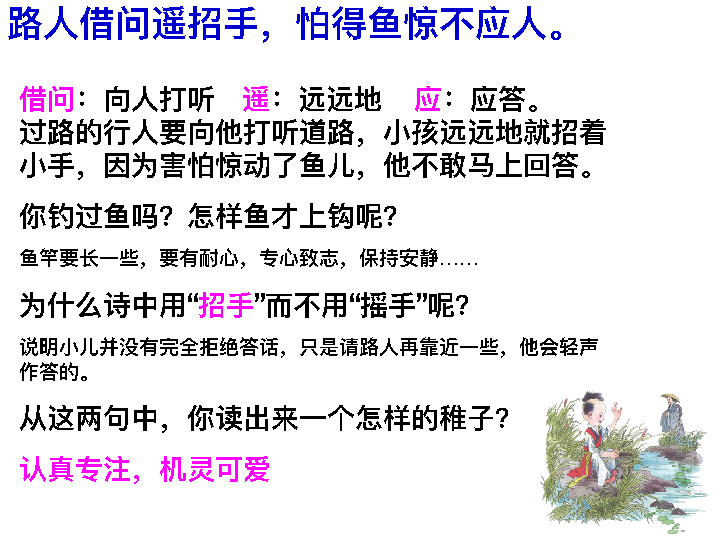 路人借问遥招手，怕得鱼惊不应人。
借问：向人打听　遥：远远地　应：应答。
过路的行人要向他打听道路，小孩远远地就招着
小手，因为害怕惊动了鱼儿，他不敢马上回答。
你钓过鱼吗？怎样鱼才上钩呢？
鱼竿要长一些，要有耐心，专心致志，保持安静……
为什么诗中用“招手”而不用“摇手”呢？
说明小儿并没有完全拒绝答话，只是请路人再靠近一些，他会轻声
作答的。
从这两句中，你读出来一个怎样的稚子？
认真专注，机灵可爱